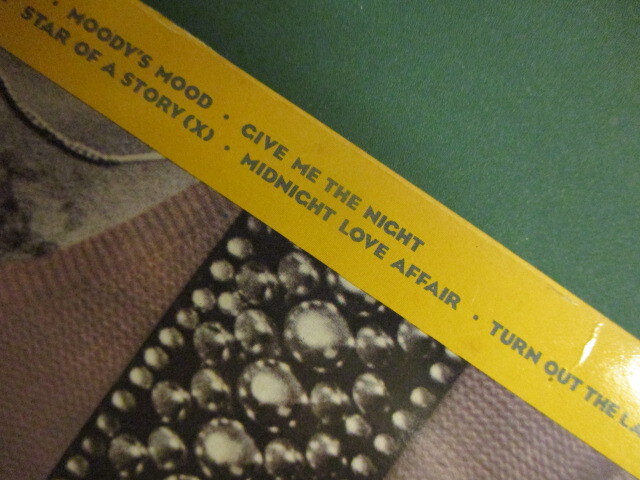 • MOODY'S MOOD • GIVE ME THE NIGHT
STAR OF A STORY (X) • MIDNIGHT LOVE AFFAIR • TURN OUT THE